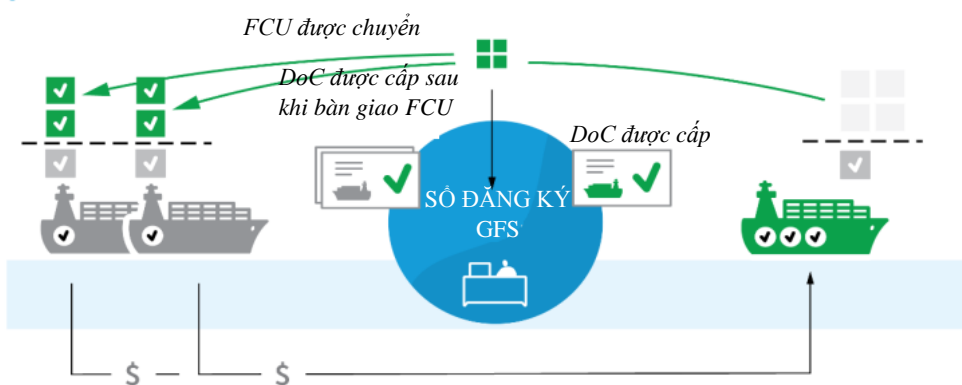 FCU được chuyển
DoC được cấp sau
khi bàn giao FCU
DoC được cấp
SỔ ĐĂNG KÝ
GFS
$
$